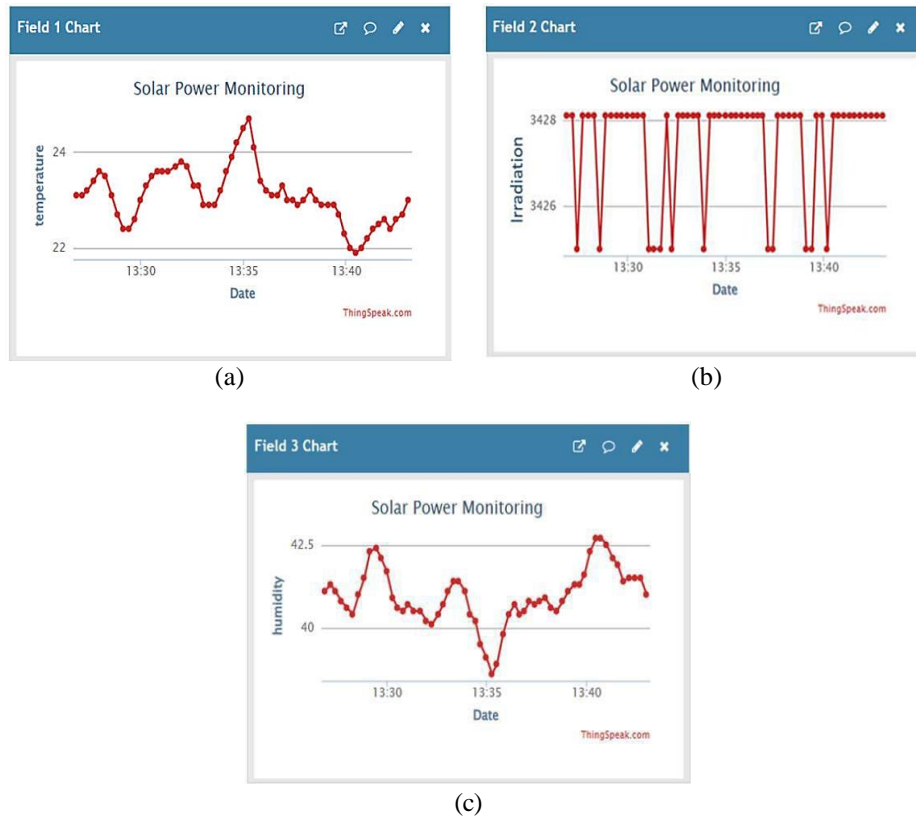 Field 1 Chart
Solar Power Monitoring
temperature
24
22
13:30 13:35 13:40
Date
ThingSpeak.com
(a)
Field 2 Chart
Solar Power Monitoring
Irradiation
3428
3426
13:30 13:35 13:40
Date
ThingSpeak.com
(b)
Field 3 Chart
Solar Power Monitoring
humidity
42.5
40
13:30 13:35 13:40
Date
ThingSpeak.com
(c)